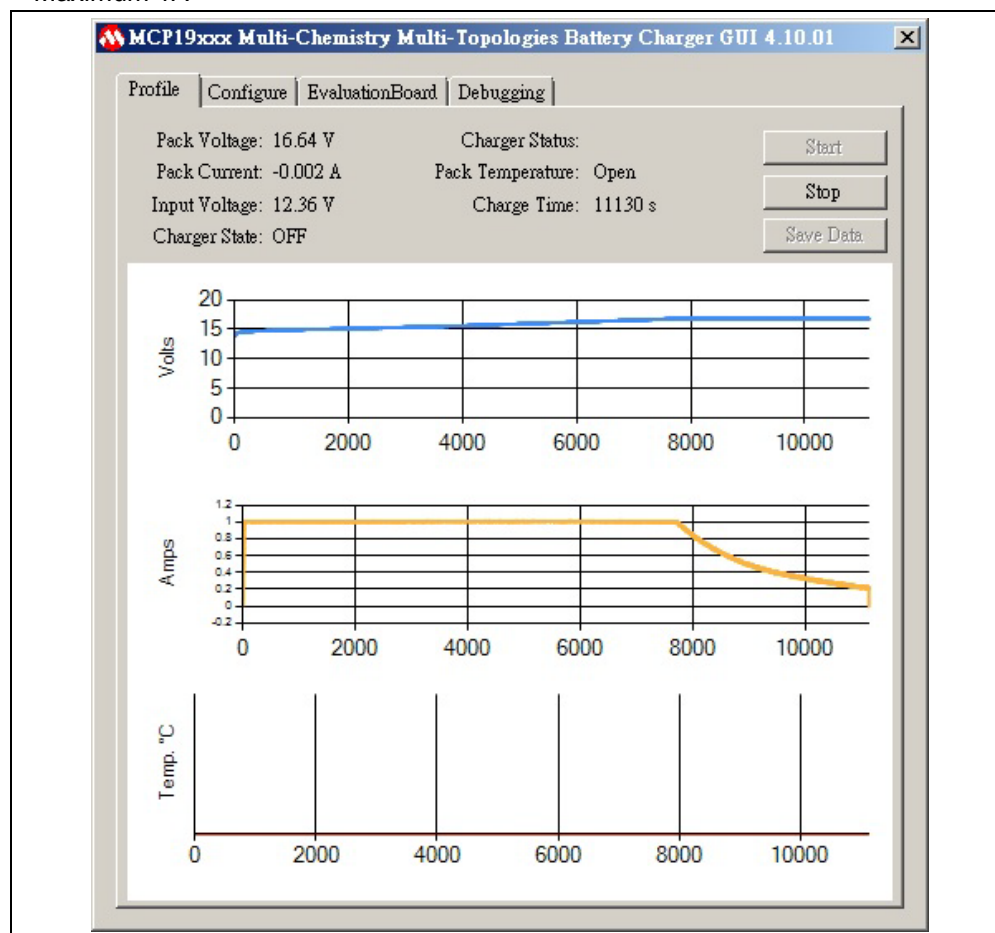 MCP19xxx Multi-Chemistry Multi-Topologies Battery Charger GUI 4.10.01
Profile Configure EvaluationBoard Debugging
Pack Voltage: 16.64 V Charger Status: Start
Pack Current: -0.002 A Pack Temperature: Open Stop
Input Voltage: 12.36 V Charge Time: 11130 s
Charger State: OFF Save Data
Volts
20
15
10
5
0
0 2000 4000 6000 8000 10000
Amps
1.2
1
0.8
0.6
0.4
0.2
0
-0.2
0 2000 4000 6000 8000 10000
Temp. °C
0 2000 4000 6000 8000 10000